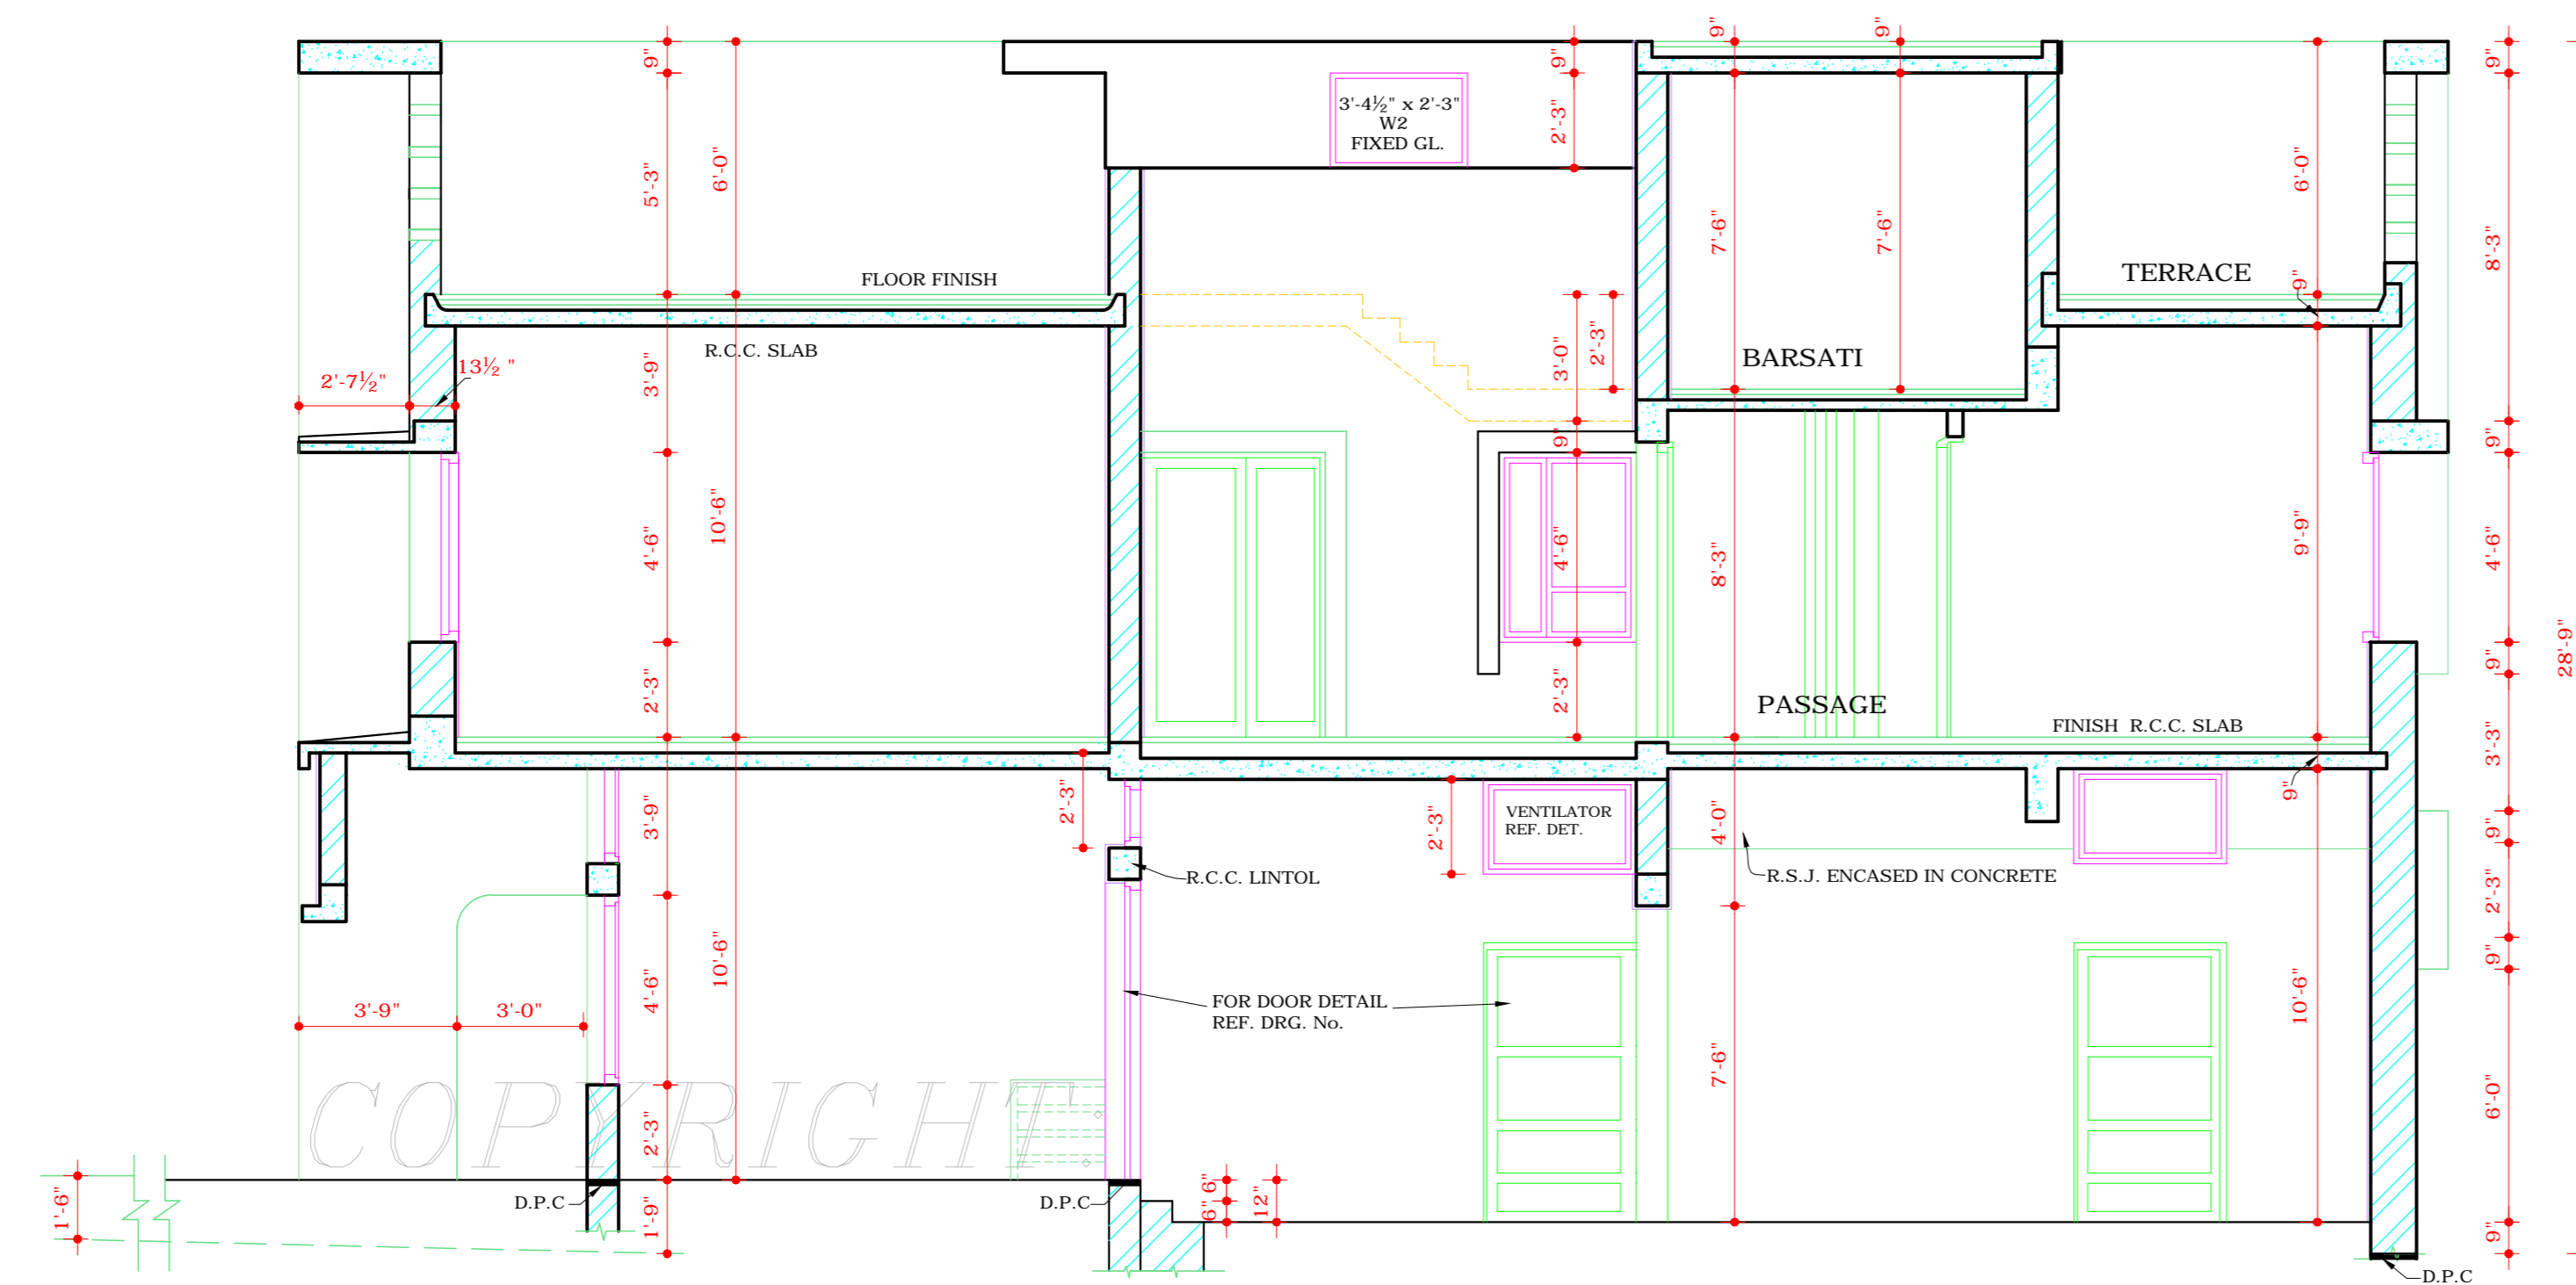 9"
9"
9"
9"
9"
5'-3"
6'-0"
3'-4½" x 2'-3"
W2
FIXED GL.
2'-3"
7'-6"
7'-6"
6'-0"
8'-3"
FLOOR FINISH
TERRACE
9"
R.C.C. SLAB
BARSATI
2'-7½"
13½ "
3'-9"
3'-0"
2'-3"
9"
9"
10'-6"
4'-6"
4'-6"
8'-3"
9'-9"
4'-6"
28'-9"
2'-3"
2'-3"
PASSAGE
FINISH R.C.C. SLAB
9"
3'-3"
9"
3'-9"
2'-3"
2'-3"
VENTILATOR
REF. DET.
4'-0"
9"
R.C.C. LINTOL
R.S.J. ENCASED IN CONCRETE
2'-3"
9"
10'-6"
4'-6"
3'-9"
3'-0"
FOR DOOR DETAIL
REF. DRG. No.
10'-6"
7'-6"
6'-0"
COPYRIGHT.
2'-3"
D.P.C
D.P.C
1'-6"
1'-9"
6"
6"
12"
9"
D.P.C